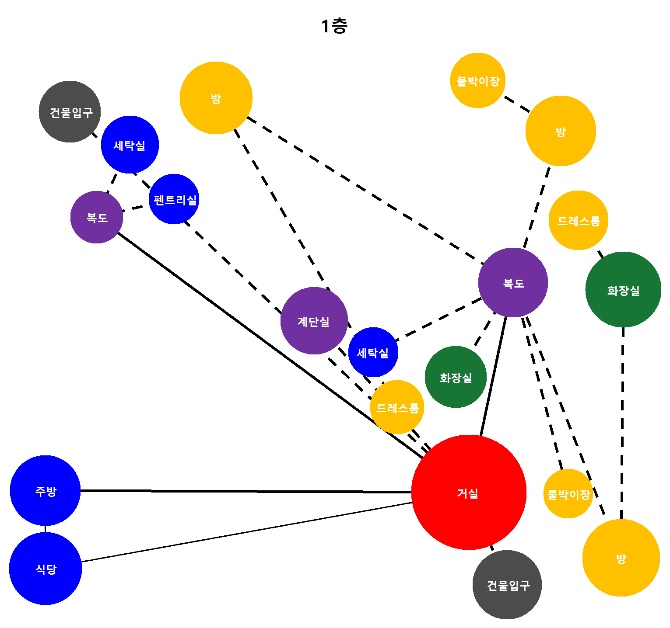 1층
붙박이장
방
건물입구
방
세탁실
펜트리실
복도
드레스룸
복도
화장실
계단실
세탁실
화장실
드레스룸
주방
거실
붙박이장
방
식당
건물입구